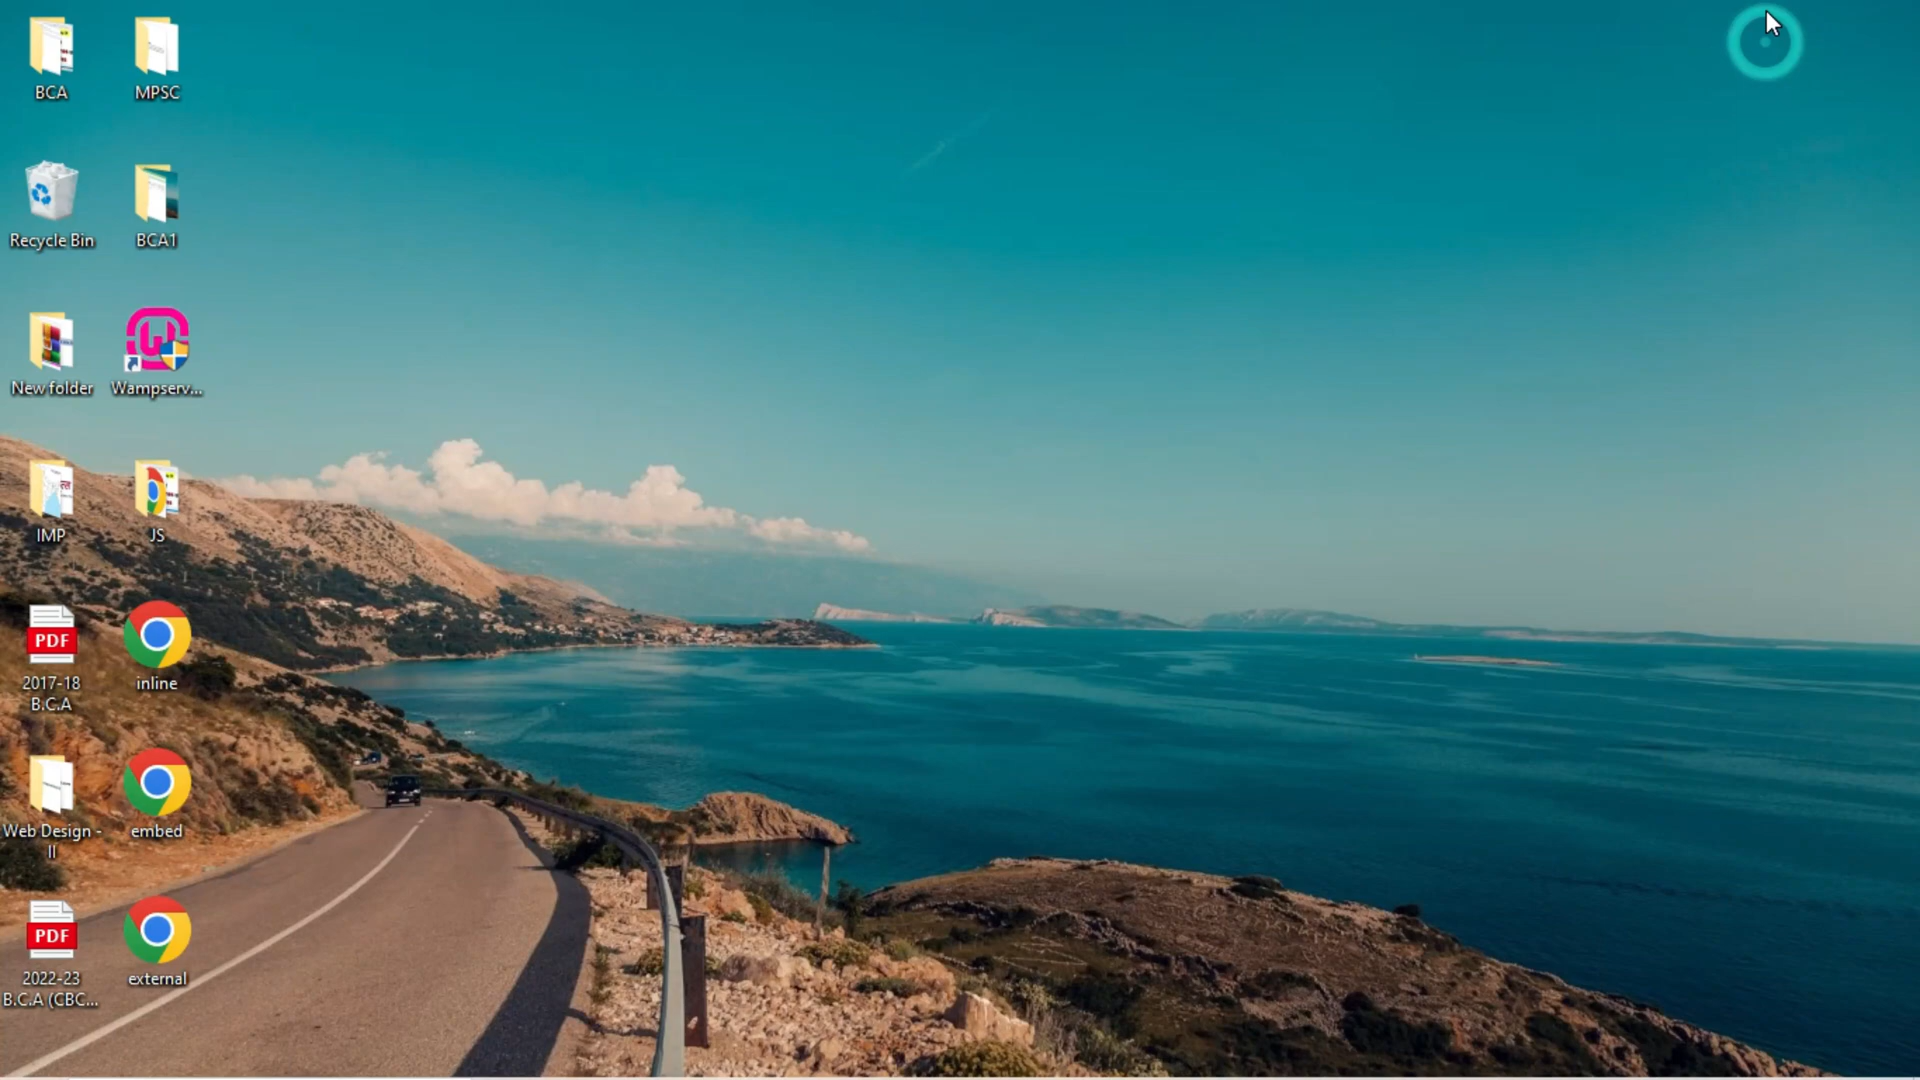 BCA
MPSC
Recycle Bin
BCA1
New folder
Wampserv...
IMP
JS
PDF
2017-18
B.C.A
inline
Web Design -
II
embed
PDF
2022-23
B.C.A (CBC...
external